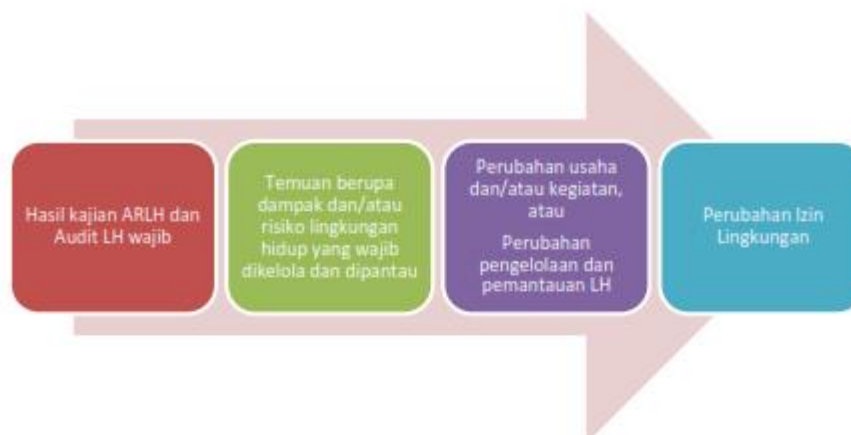 Hasil kajian ARLH dan
Audit LH wajib
Temuan berupa
dampak dan/atau
risiko lingkungan
hidup yang wajib
dikelola dan dipantau
Perubahan usaha
dan/atau kegiatan,
atau
Perubahan
pengelolaan dan
pemantauan LH
Perubahan Izin
Lingkungan